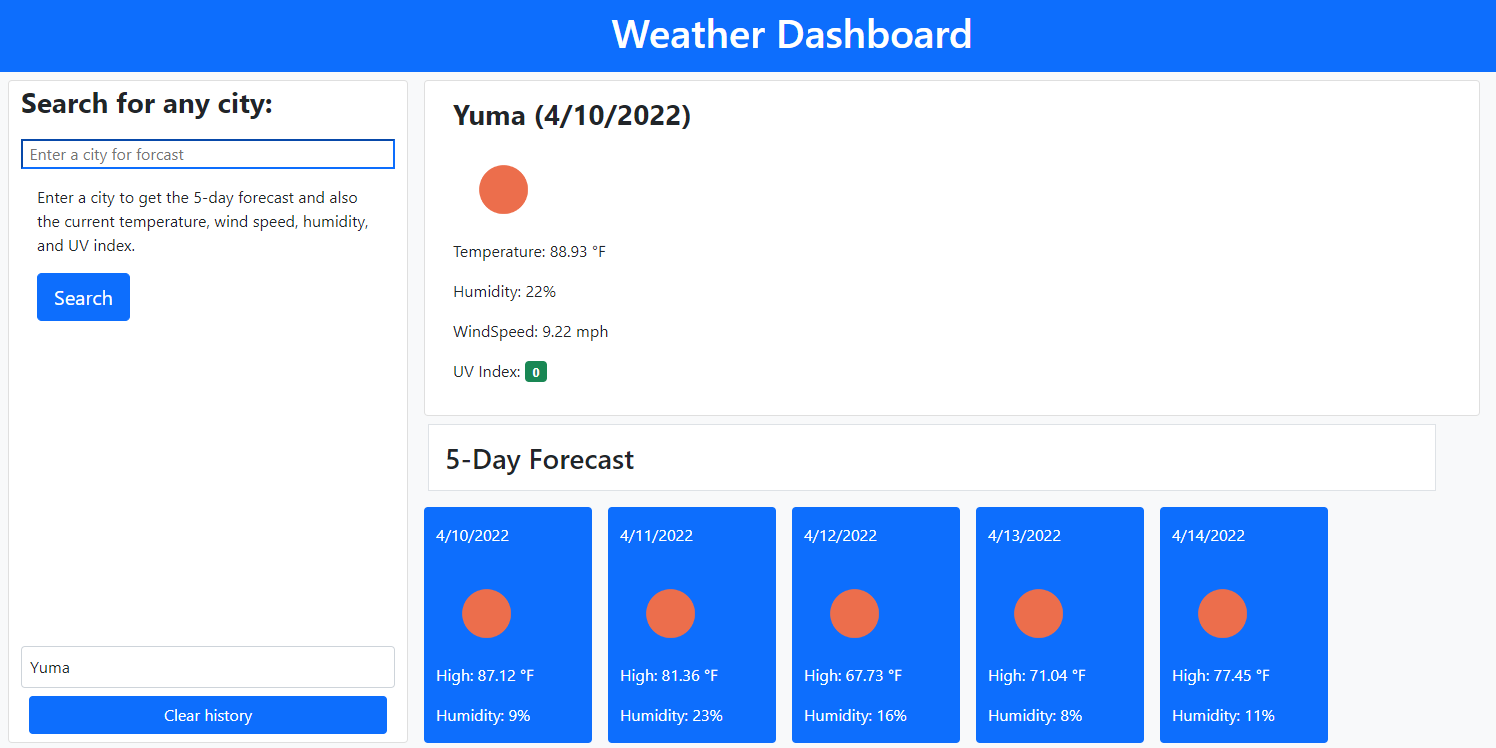 Weather Dashboard
Search for any city:
Enter a city for forcast
Enter a city to get the 5-day forecast and also
the current temperature, wind speed, humidity,
and UV index.
Search
Yuma
Clear history
Yuma (4/10/2022)
Temperature: 88.93 °F
Humidity: 22%
WindSpeed: 9.22 mph
UV Index: 0
5-Day Forecast
4/10/2022
High: 87.12 °F
Humidity: 9%
4/11/2022
High: 81.36 °F
Humidity: 23%
4/12/2022
High: 67.73 °F
Humidity: 16%
4/13/2022
High: 71.04 °F
Humidity: 8%
4/14/2022
High: 77.45 °F
Humidity: 11%